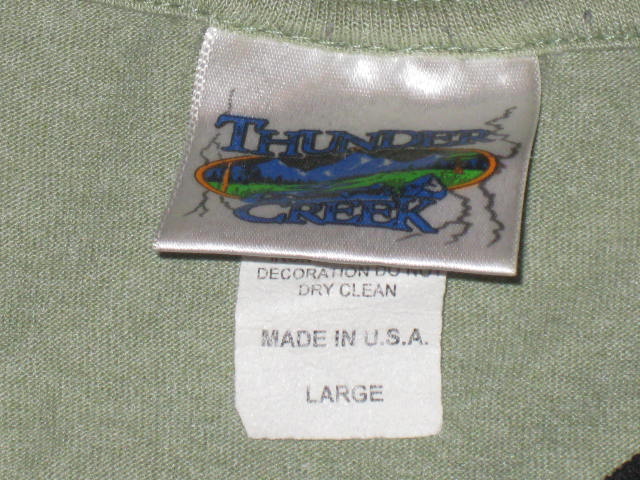 THUNDER
CREEK
DECORATION DO NOT
DRY CLEAN
MADE IN U.S.A.
LARGE